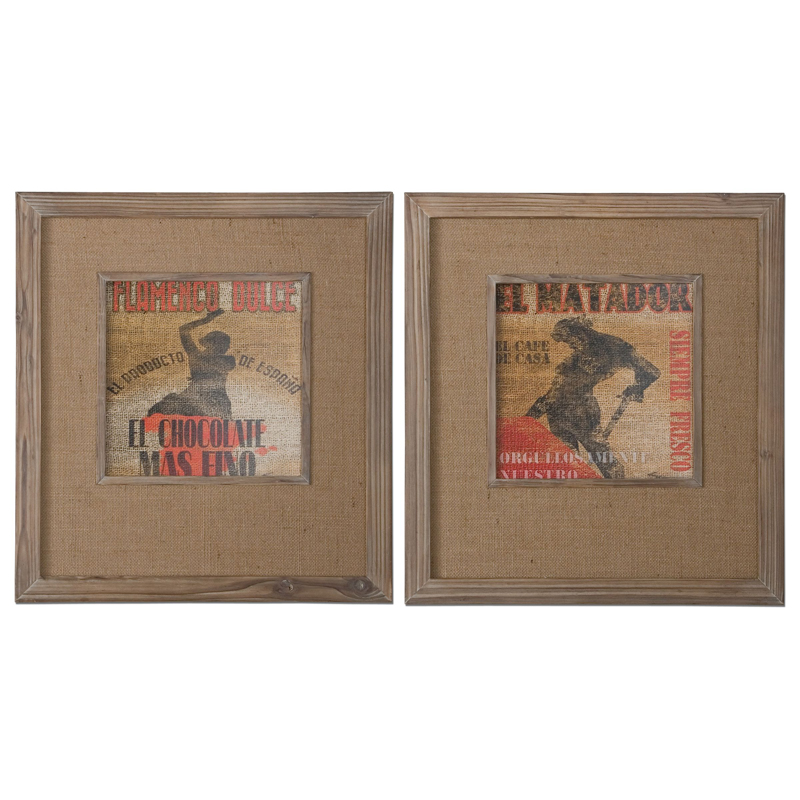 FLAMENCO DULCE
EL PRODUCTO DE ESPAÑA
EL CHOCOLATE
MAS FINO
EL MATADOR
EL CAFE
DE CASA
SIEMPRE FRESCO
ORGULLOSAMENTE
NUESTRO